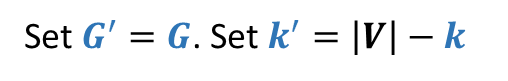 Set G′ = G. Set k′ = |V| − k